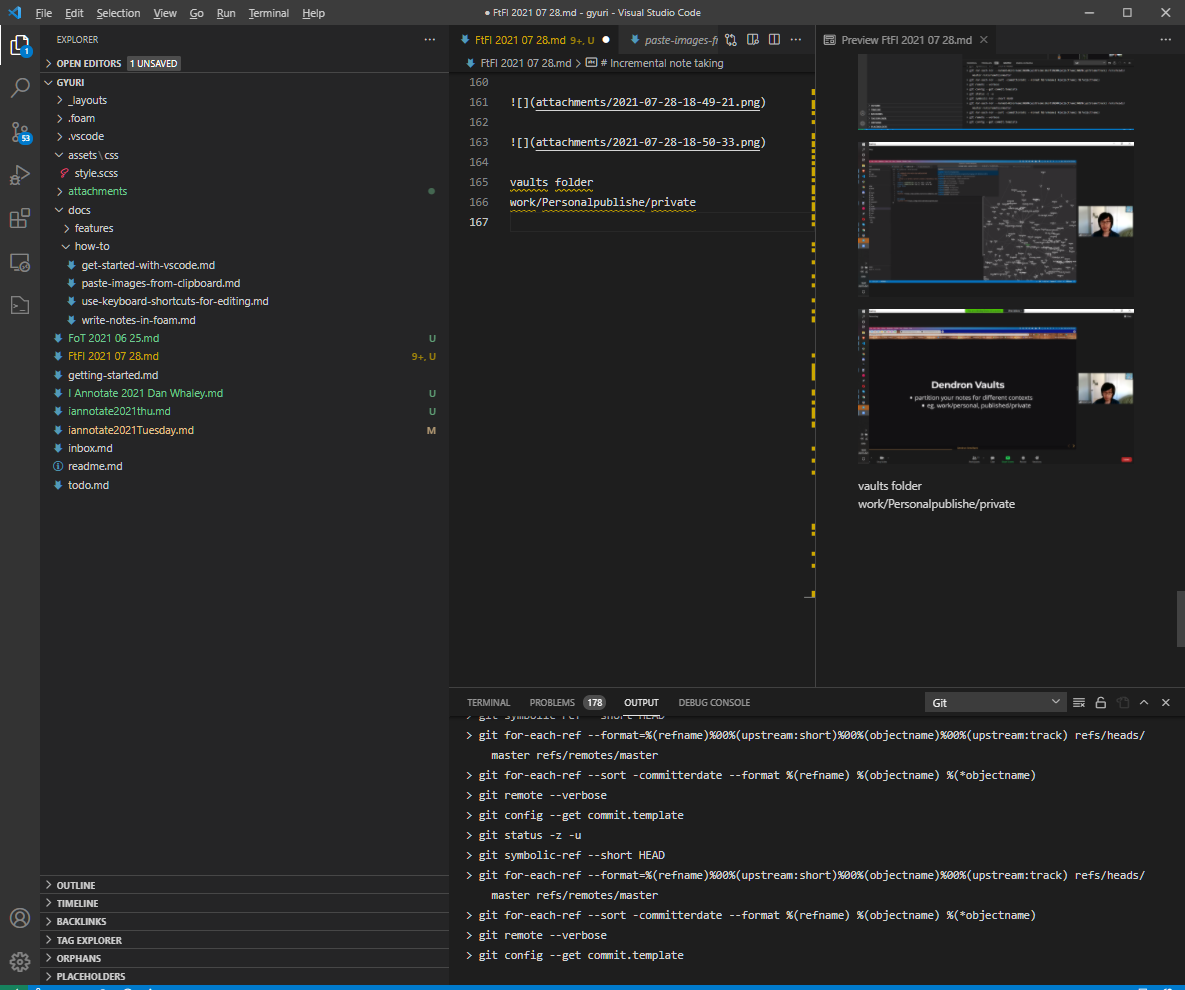 File Edit Selection View Go Run Terminal Help
● FtFl 2021 07 28.md - gyuri - Visual Studio Code
EXPLORER
OPEN EDITORS 1 UNSAVED
GYURI
_layouts
.foam
.vscode
assets \ css
style.scss
attachments
docs
features
how-to
get-started-with-vscode.md
paste-images-from-clipboard.md
use-keyboard-shortcuts-for-editing.md
write-notes-in-foam.md
FoT 2021 06 25.md U
FtFl 2021 07 28.md 9+, U
getting-started.md
I Annotate 2021 Dan Whaley.md U
iannotate2021thu.md U
iannotate2021Tuesday.md M
inbox.md
readme.md
todo.md
OUTLINE
TIMELINE
BACKLINKS
TAG EXPLORER
ORPHANS
PLACEHOLDERS
1
53
FtFl 2021 07 28.md 9+, U ●
paste-images-fr
FtFl 2021 07 28.md > # Incremental note taking
160
161 ![](attachments/2021-07-28-18-49-21.png)
162
163 ![](attachments/2021-07-28-18-50-33.png)
164
165 vaults folder
166 work/Personalpublishe/private
167
Preview FtFl 2021 07 28.md
Dendron Vaults
• partition your notes for different contexts
• eg. work/personal, published/private
vaults folder
work/Personalpublishe/private
TERMINAL PROBLEMS 178 OUTPUT DEBUG CONSOLE Git
> git symbolic-ref --short HEAD
> git for-each-ref --format=%(refname)%00%(upstream:short)%00%(objectname)%00%(upstream:track) refs/heads/
master refs/remotes/master
> git for-each-ref --sort -committerdate --format %(refname) %(objectname) %(*objectname)
> git remote --verbose
> git config --get commit.template
> git status -z -u
> git symbolic-ref --short HEAD
> git for-each-ref --format=%(refname)%00%(upstream:short)%00%(objectname)%00%(upstream:track) refs/heads/
master refs/remotes/master
> git for-each-ref --sort -committerdate --format %(refname) %(objectname) %(*objectname)
> git remote --verbose
> git config --get commit.template